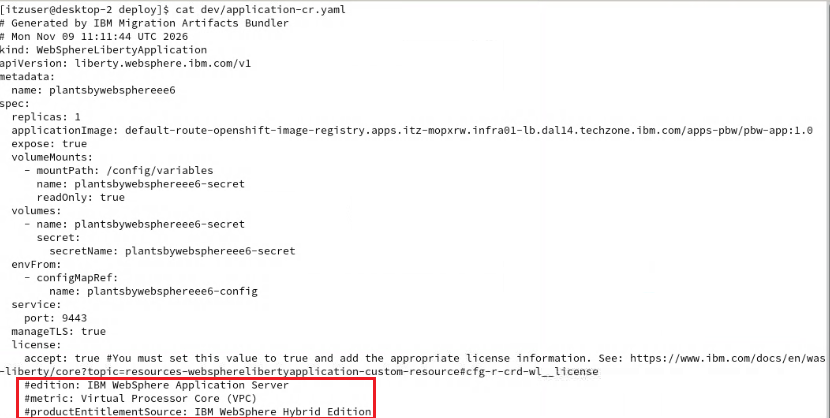 [itzuser@desktop-2 deploy]$ cat dev/application-cr.yaml
# Generated by IBM Migration Artifacts Bundler
# Mon Nov 09 11:11:44 UTC 2026
kind: WebSphereLibertyApplication
apiVersion: liberty.websphere.ibm.com/v1
metadata:
  name: plantsbywebsphereee6
spec:
  replicas: 1
  applicationImage: default-route-openshift-image-registry.apps.itz-mopxrw.infra01-lb.dal14.techzone.ibm.com/apps-pbw/pbw-app:1.0
  expose: true
  volumeMounts:
    - mountPath: /config/variables
      name: plantsbywebsphereee6-secret
      readOnly: true
  volumes:
    - name: plantsbywebsphereee6-secret
      secret:
        secretName: plantsbywebsphereee6-secret
  envFrom:
    - configMapRef:
        name: plantsbywebsphereee6-config
  service:
    port: 9443
  manageTLS: true
  license:
    accept: true #You must set this value to true and add the appropriate license information. See: https://www.ibm.com/docs/en/was
-liberty/core?topic=resources-webspherelibertyapplication-custom-resource#cfg-r-crd-wl__license
    #edition: IBM WebSphere Application Server
    #metric: Virtual Processor Core (VPC)
    #productEntitlementSource: IBM WebSphere Hybrid Edition